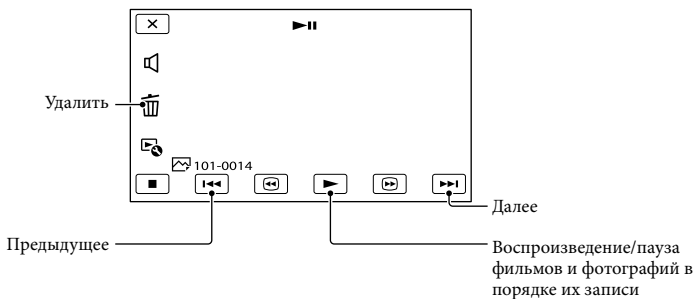 Удалить
101-0014
Далее
Предыдущее
Воспроизведение/пауза
фильмов и фотографий в
порядке их записи